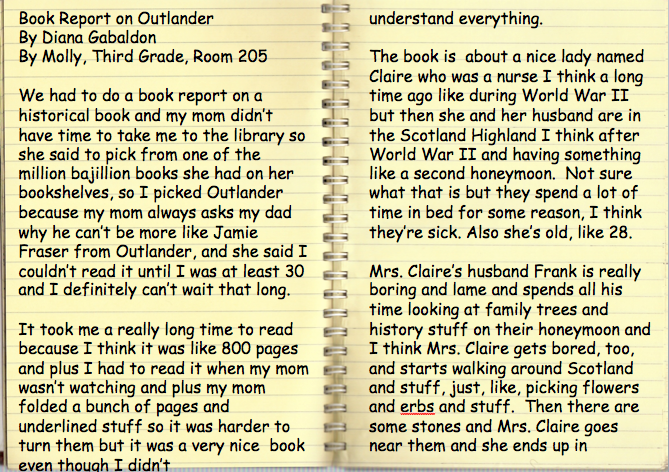 Book Report on Outlander
By Diana Gabaldon
By Molly, Third Grade, Room 205
We had to do a book report on a
historical book and my mom didn't
have time to take me to the library so
she said to pick from one of the
million bajillion books she had on her
bookshelves, so I picked Outlander
because my mom always asks my dad
why he can't be more like Jamie
Fraser from Outlander, and she said I
couldn't read it until I was at least 30
and I definitely can't wait that long.
It took me a really long time to read
because I think it was like 800 pages
and plus I had to read it when my mom
wasn't watching and plus my mom
folded a bunch of pages and
underlined stuff so it was harder to
turn them but it was a very nice  book
even though I didn't
understand everything.
The book is  about a nice lady named
Claire who was a nurse I think a long
time ago like during World War II
but then she and her husband are in
the Scotland Highland I think after
World War II and having something
like a second honeymoon.  Not sure
what that is but they spend a lot of
time in bed for some reason, I think
they're sick. Also she's old, like 28.
Mrs. Claire's husband Frank is really
boring and lame and spends all his
time looking at family trees and
history stuff on their honeymoon and
I think Mrs. Claire gets bored, too,
and starts walking around Scotland
and stuff, just, like, picking flowers
and erbs and stuff.  Then there are
some stones and Mrs. Claire goes
near them and she ends up in